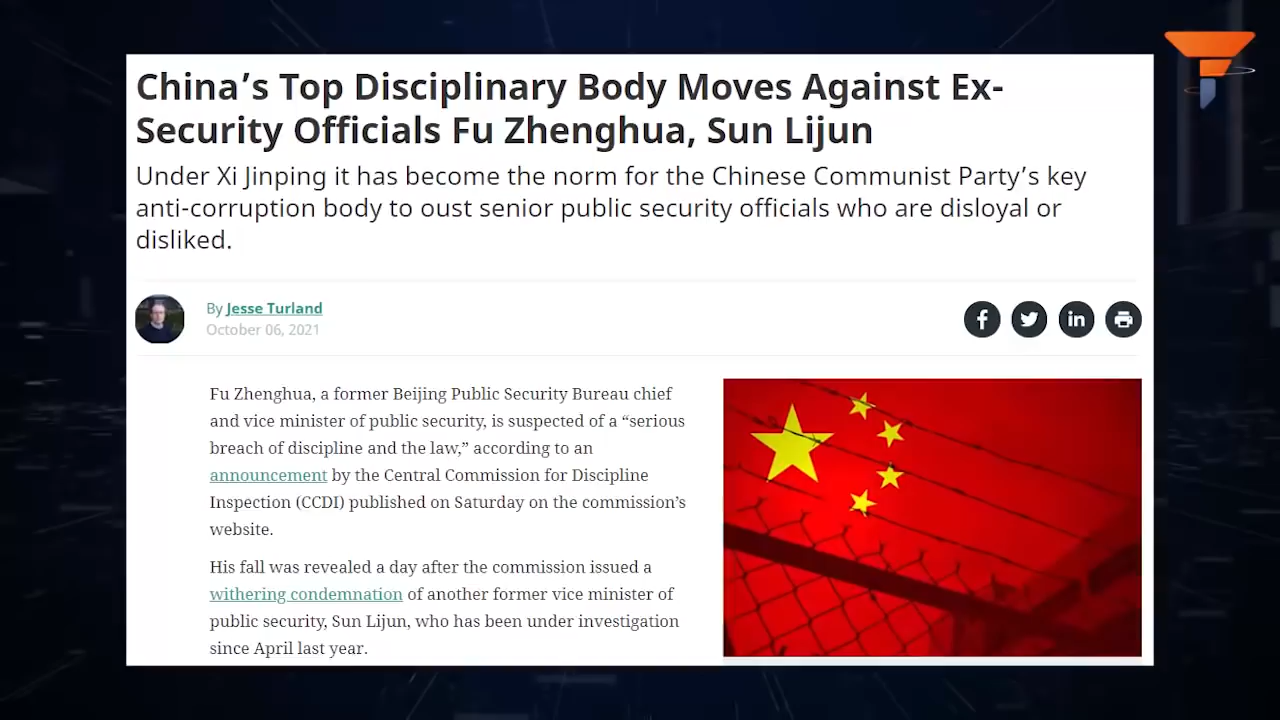 China's Top Disciplinary Body Moves Against Ex-
Security Officials Fu Zhenghua, Sun Lijun
Under Xi Jinping it has become the norm for the Chinese Communist Party's key
anti-corruption body to oust senior public security officials who are disloyal or
disliked.
By Jesse Turland
October 06, 2021
Fu Zhenghua, a former Beijing Public Security Bureau chief
and vice minister of public security, is suspected of a “serious
breach of discipline and the law,” according to an
announcement by the Central Commission for Discipline
Inspection (CCDI) published on Saturday on the commission's
website.
His fall was revealed a day after the commission issued a
withering condemnation of another former vice minister of
public security, Sun Lijun, who has been under investigation
since April last year.